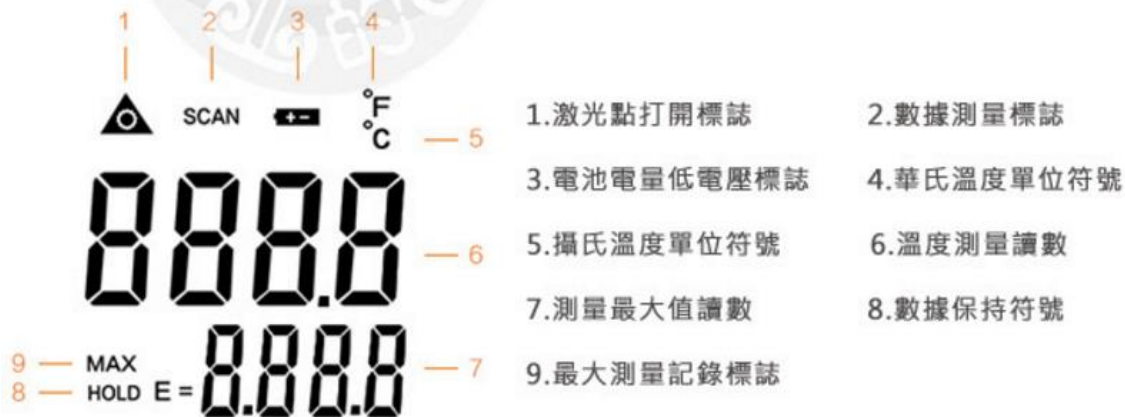 1 2 3 4
SCAN °F
°C 5
888.8 6
MAX 9
HOLD 8 E = 8.88.8 7
1.激光點打開標誌 2.數據測量標誌
3.電池電量低電壓標誌 4.華氏溫度單位符號
5.攝氏溫度單位符號 6.溫度測量讀數
7.測量最大值讀數 8.數據保持符號
9.最大測量記錄標誌